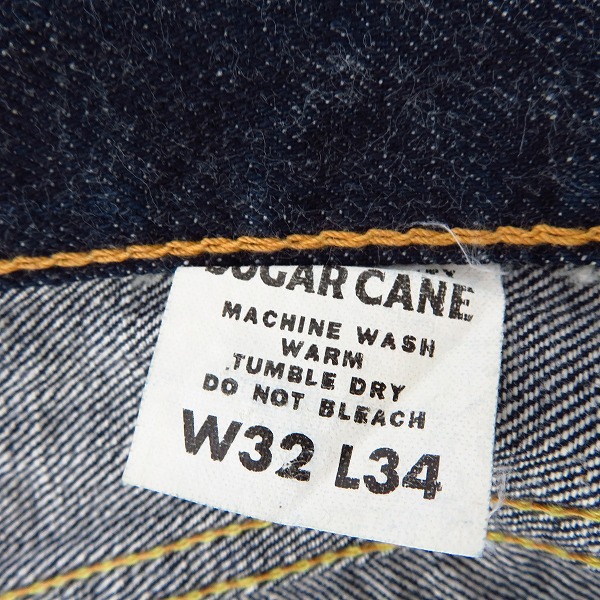 SUGAR CANE
MACHINE WASH
WARM
TUMBLE DRY
DO NOT BLEACH
W32 L34